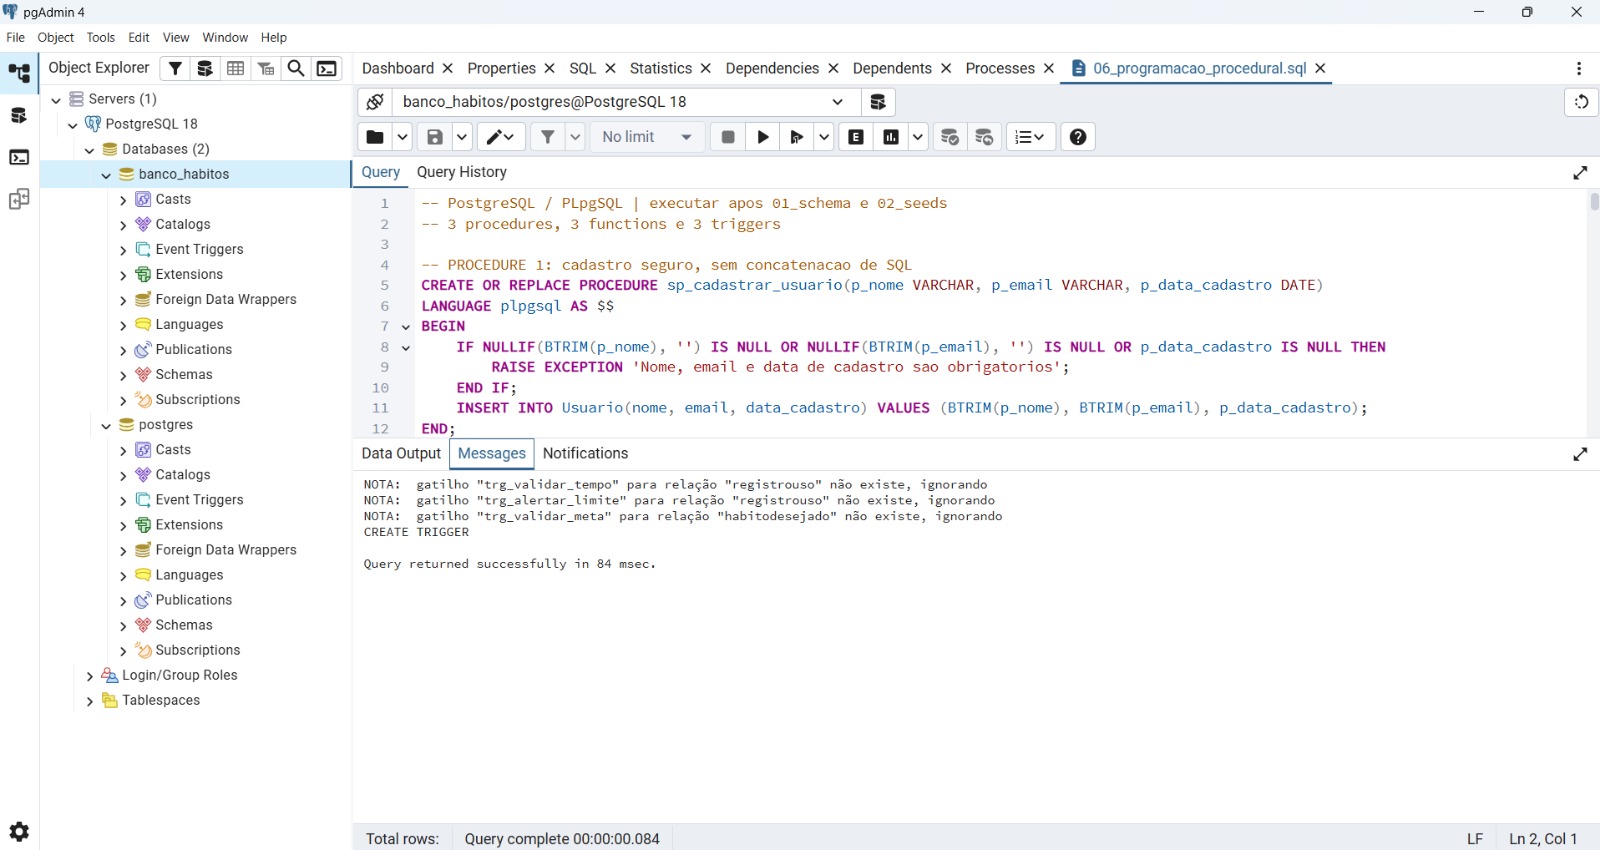 pgAdmin 4
File Object Tools Edit View Window Help
Object Explorer
Dashboard Properties SQL Statistics Dependencies Dependents Processes 06_programacao_procedural.sql
Servers (1)
PostgreSQL 18
Databases (2)
banco_habitos
Casts
Catalogs
Event Triggers
Extensions
Foreign Data Wrappers
Languages
Publications
Schemas
Subscriptions
postgres
Casts
Catalogs
Event Triggers
Extensions
Foreign Data Wrappers
Languages
Publications
Schemas
Subscriptions
Login/Group Roles
Tablespaces
banco_habitos/postgres@PostgreSQL 18
No limit
E
Query Query History
1 -- PostgreSQL / PLpgSQL | executar apos 01_schema e 02_seeds
2 -- 3 procedures, 3 functions e 3 triggers
3
4 -- PROCEDURE 1: cadastro seguro, sem concatenacao de SQL
5 CREATE OR REPLACE PROCEDURE sp_cadastrar_usuario(p_nome VARCHAR, p_email VARCHAR, p_data_cadastro DATE)
6 LANGUAGE plpgsql AS $$
7 BEGIN
8 IF NULLIF(BTRIM(p_nome), '') IS NULL OR NULLIF(BTRIM(p_email), '') IS NULL OR p_data_cadastro IS NULL THEN
9 RAISE EXCEPTION 'Nome, email e data de cadastro sao obrigatorios';
10 END IF;
11 INSERT INTO Usuario(nome, email, data_cadastro) VALUES (BTRIM(p_nome), BTRIM(p_email), p_data_cadastro);
12 END;
Data Output Messages Notifications
NOTA: gatilho "trg_validar_tempo" para relação "registrouso" não existe, ignorando
NOTA: gatilho "trg_alertar_limite" para relação "registrouso" não existe, ignorando
NOTA: gatilho "trg_validar_meta" para relação "habitodesejado" não existe, ignorando
CREATE TRIGGER
Query returned successfully in 84 msec.
Total rows: Query complete 00:00:00.084 LF Ln 2, Col 1